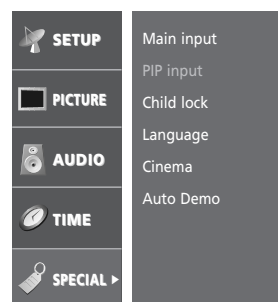 SETUP
PICTURE
AUDIO
TIME
SPECIAL
Main input
PIP input
Child lock
Language
Cinema
Auto Demo